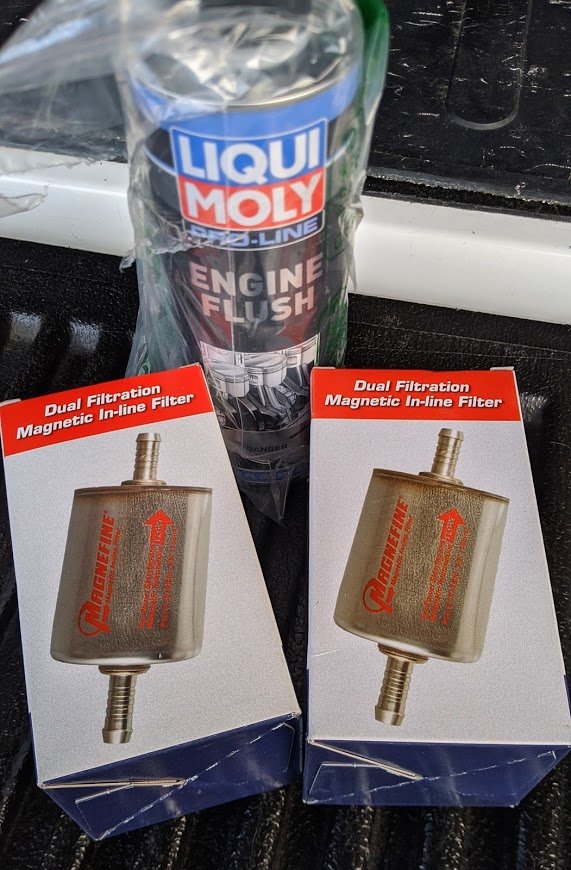 LIQUI
MOLY
PRO-LINE
ENGINE
FLUSH
DANGER
Dual Filtration
Magnetic In-line Filter
MAGNEFINE
Dual Filtration
Magnetic In-line Filter
MAGNEFINE